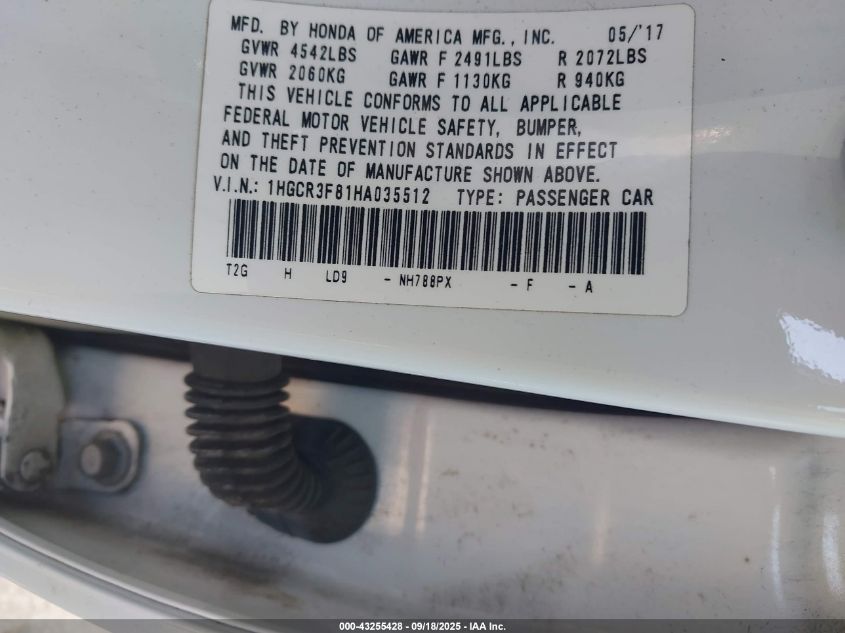 MFD. BY HONDA OF AMERICA MFG., INC. 05/'17
GVWR 4542LBS GAWR F 2491LBS R 2072LBS
GVWR 2060KG GAWR F 1130KG R 940KG
THIS VEHICLE CONFORMS TO ALL APPLICABLE
FEDERAL MOTOR VEHICLE SAFETY, BUMPER,
AND THEFT PREVENTION STANDARDS IN EFFECT
ON THE DATE OF MANUFACTURE SHOWN ABOVE.
V.I.N.: 1HGCR3F81HA035512 TYPE: PASSENGER CAR
T2G H LD9 - NH788PX - F - A
000-43255428 - 09/18/2025 - IAA Inc.